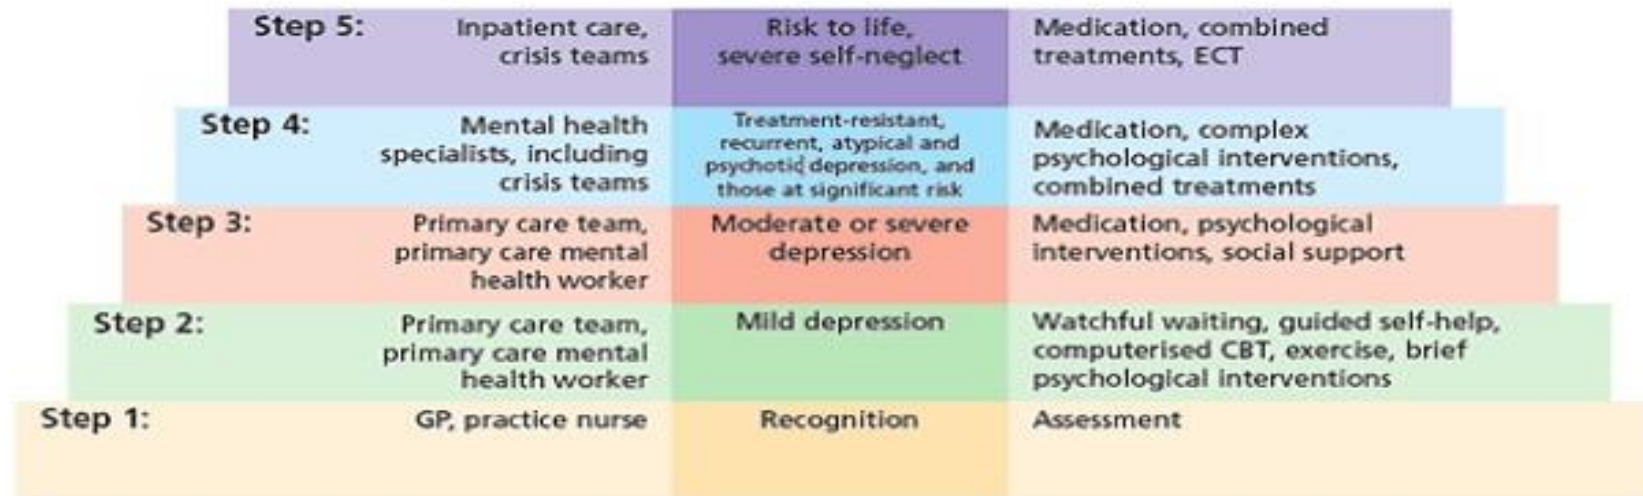 Step 5:
Inpatient care,
crisis teams
Risk to life,
severe self-neglect
Medication, combined
treatments, ECT
Step 4:
Mental health
specialists, including
crisis teams
Treatment-resistant,
recurrent, atypical and
psychotic depression, and
those at significant risk
Medication, complex
psychological interventions,
combined treatments
Step 3:
Primary care team,
primary care mental
health worker
Moderate or severe
depression
Medication, psychological
interventions, social support
Step 2:
Primary care team,
primary care mental
health worker
Mild depression
Watchful waiting, guided self-help,
computerised CBT, exercise, brief
psychological interventions
Step 1:
GP, practice nurse
Recognition
Assessment